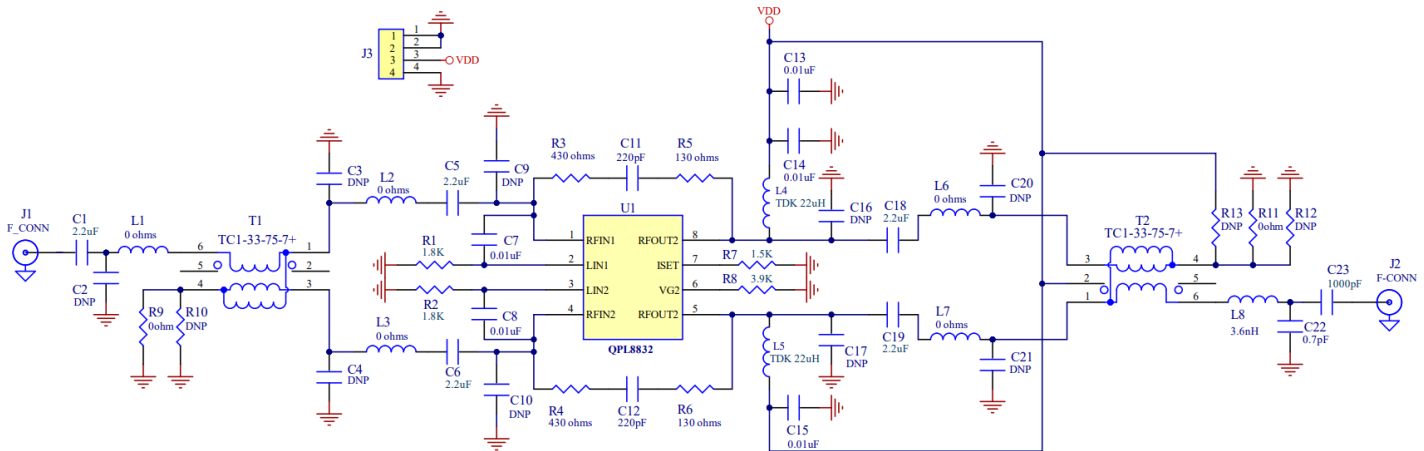 VDD
J3
1
2
3
4
1
2
3
4
VDD
C13
0.01uF
C14
0.01uF
L4
TDK 22uH
C16
DNP
C18
2.2uF
L6
0 ohms
C20
DNP
R13
DNP
R11
0ohm
R12
DNP
C3
DNP
L2
0 ohms
C5
2.2uF
C9
DNP
R3
430 ohms
C11
220pF
R5
130 ohms
J1
F_CONN
C1
2.2uF
L1
0 ohms
C2
DNP
T1
TC1-33-75-7+
6
5
4
1
2
3
R9
0ohm
R10
DNP
R1
1.8K
R2
1.8K
C7
0.01uF
C8
0.01uF
U1
1
2
3
4
RFIN1
LIN1
LIN2
RFIN2
RFOUT2
ISET
VG2
RFOUT2
8
7
6
5
QPL8832
R7
1.5K
R8
3.9K
T2
TC1-33-75-7+
3
2
1
4
5
6
L8
3.6nH
C23
1000pF
C22
0.7pF
J2
F-CONN
C4
DNP
L3
0 ohms
C6
2.2uF
C10
DNP
R4
430 ohms
C12
220pF
R6
130 ohms
L5
TDK 22uH
C17
DNP
C19
2.2uF
L7
0 ohms
C21
DNP
C15
0.01uF